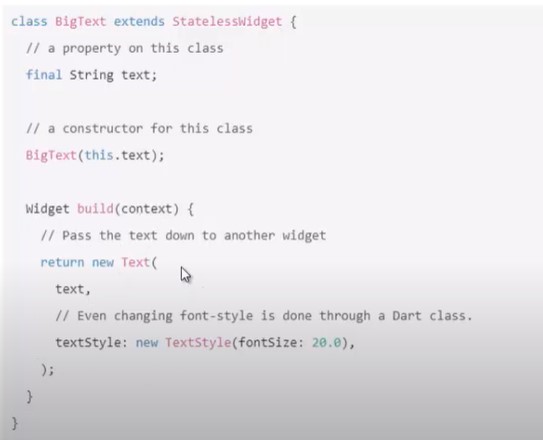 class BigText extends StatelessWidget {
  // a property on this class
  final String text;

  // a constructor for this class
  BigText(this.text);

  Widget build(context) {
    // Pass the text down to another widget
    return new Text(
      text,
      // Even changing font-style is done through a Dart class.
      textStyle: new TextStyle(fontSize: 20.0),
    );
  }
}